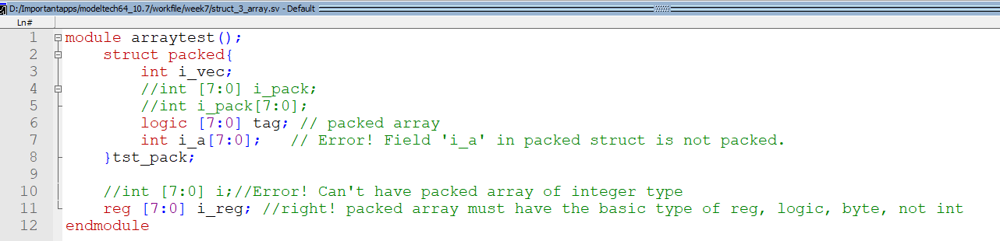 D:/Importantapps/modeltech64_10.7/workfile/week7/struct_3_array.sv - Default
Ln#
1 module arraytest();
2 struct packed{
3 int i_vec;
4 //int [7:0] i_pack;
5 //int i_pack[7:0];
6 logic [7:0] tag; // packed array
7 int i_a[7:0]; // Error! Field 'i_a' in packed struct is not packed.
8 }tst_pack;
9
10 //int [7:0] i;//Error! Can't have packed array of integer type
11 reg [7:0] i_reg; //right! packed array must have the basic type of reg, logic, byte, not int
12 endmodule